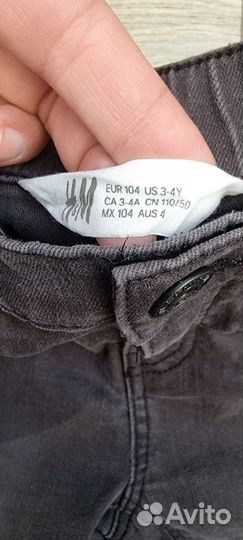 H&M
EUR 104 US 3-4Y
CA 3-4A CN 110/50
MX 104 AUS 4
Avito